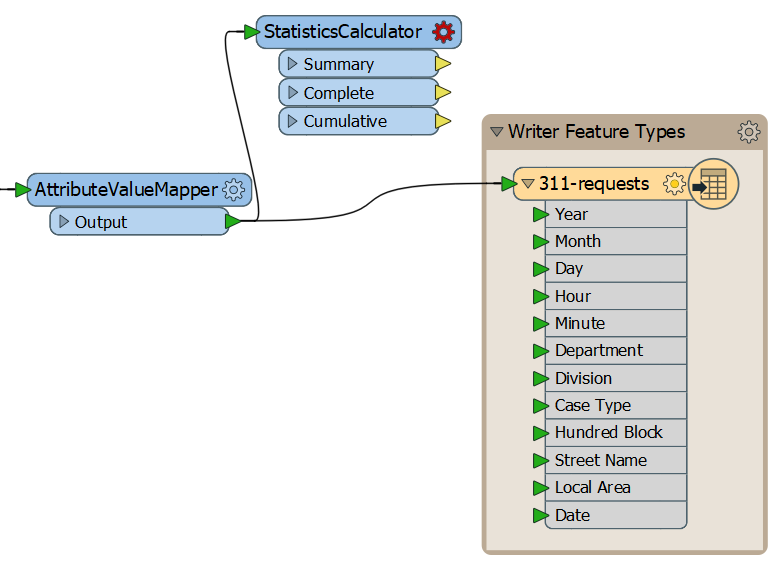 StatisticsCalculator
Summary
Complete
Cumulative
AttributeValueMapper
Output
Writer Feature Types
311-requests
Year
Month
Day
Hour
Minute
Department
Division
Case Type
Hundred Block
Street Name
Local Area
Date